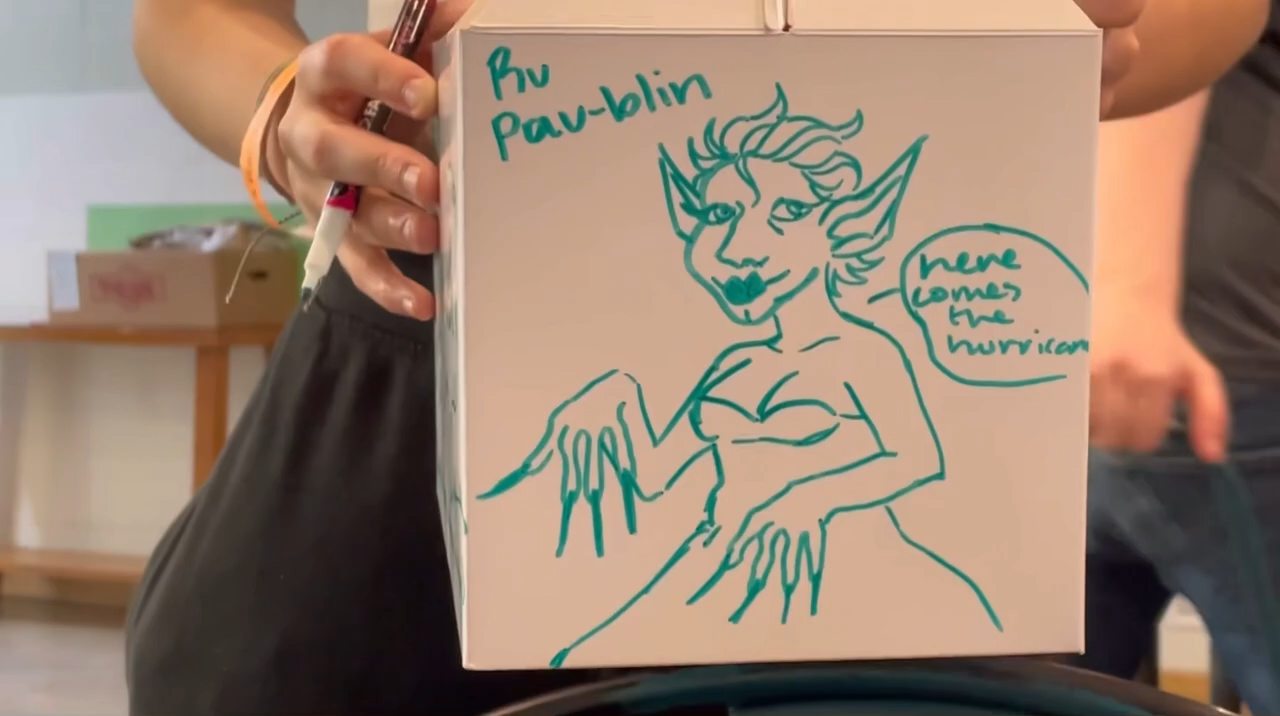 Ru
Pau-blin
here
comes
the
hurrican